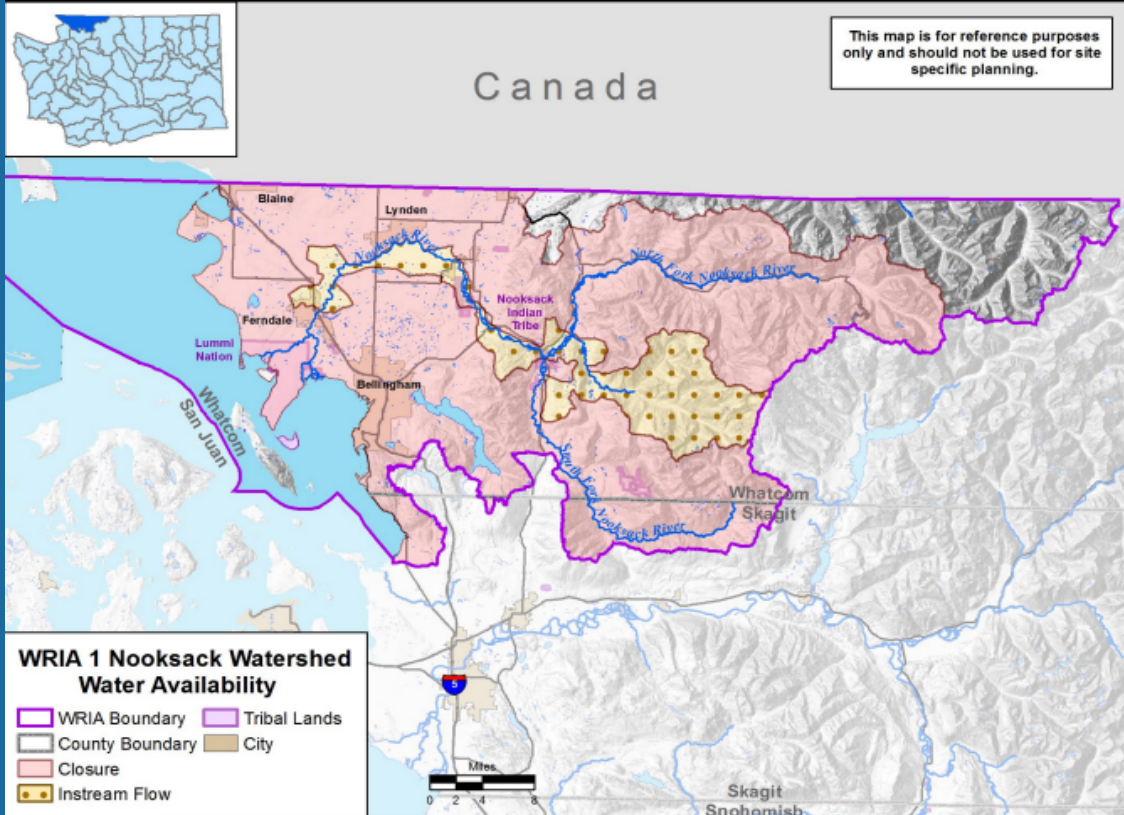 This map is for reference purposes
only and should not be used for site
specific planning.
Canada
Blaine
Lynden
Nooksack River
North Fork Nooksack River
Nooksack
Indian
Tribe
Ferndale
Lummi
Nation
Bellingham
Whatcom
San Juan
South Fork Nooksack River
Whatcom
Skagit
WRIA 1 Nooksack Watershed
Water Availability
WRIA Boundary
Tribal Lands
County Boundary
City
Closure
Instream Flow
5
Miles
0 2 4 8
Skagit
Snohomish